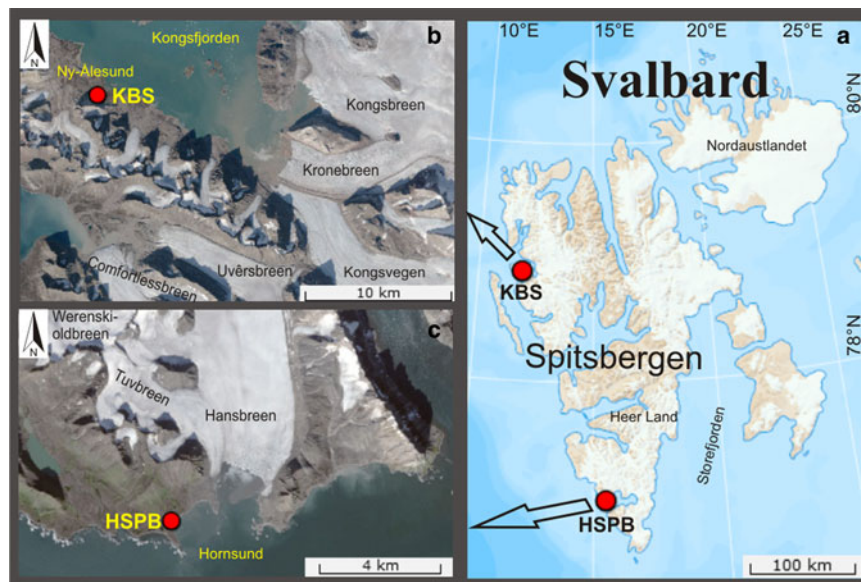 b
Kongsfjorden
N
Ny-Ålesund
KBS
Kongsbreen
Kronebreen
Comfortlessbreen
Uvêrsbreen
Kongsvegen
10 km
c
N
Werenski-
oldbreen
Tuvbreen
Hansbreen
HSPB
Hornsund
4 km
10°E
15°E
20°E
25°E
a
Svalbard
80°N
Nordaustlandet
KBS
78°N
Spitsbergen
Heer Land
Storefjorden
HSPB
100 km